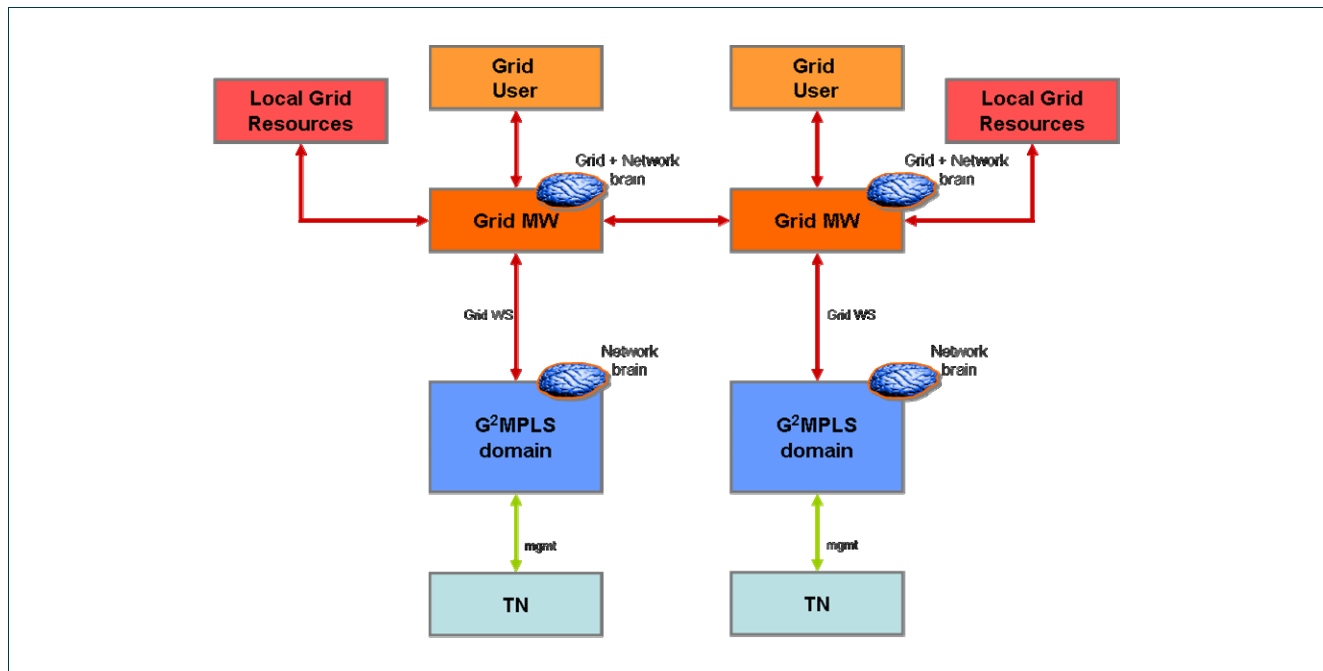 Grid
User
Grid
User
Local Grid
Resources
Local Grid
Resources
Grid + Network
brain
Grid + Network
brain
Grid MW
Grid MW
Grid WS
Grid WS
Network
brain
Network
brain
G²MPLS
domain
G²MPLS
domain
mgmt
mgmt
TN
TN